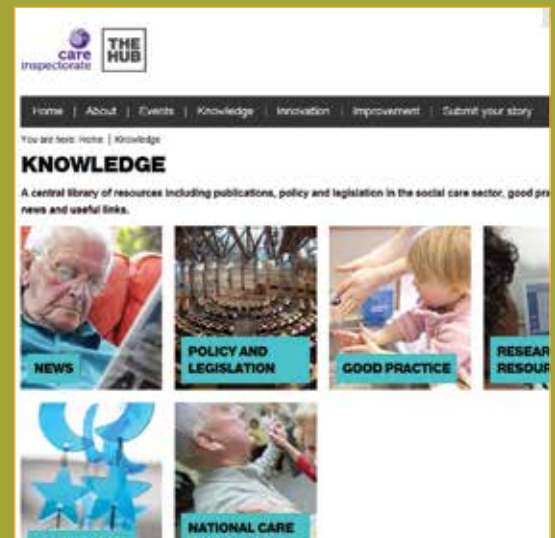 care
inspectorate
THE
HUB
Home | About | Events | Knowledge | Innovation | Improvement | Submit your story
You are here: Home | Knowledge
KNOWLEDGE
A central library of resources including publications, policy and legislation in the social care sector, good pra
news and useful links.
NEWS
POLICY AND
LEGISLATION
GOOD PRACTICE
RESEAR
RESOUR
NATIONAL CARE